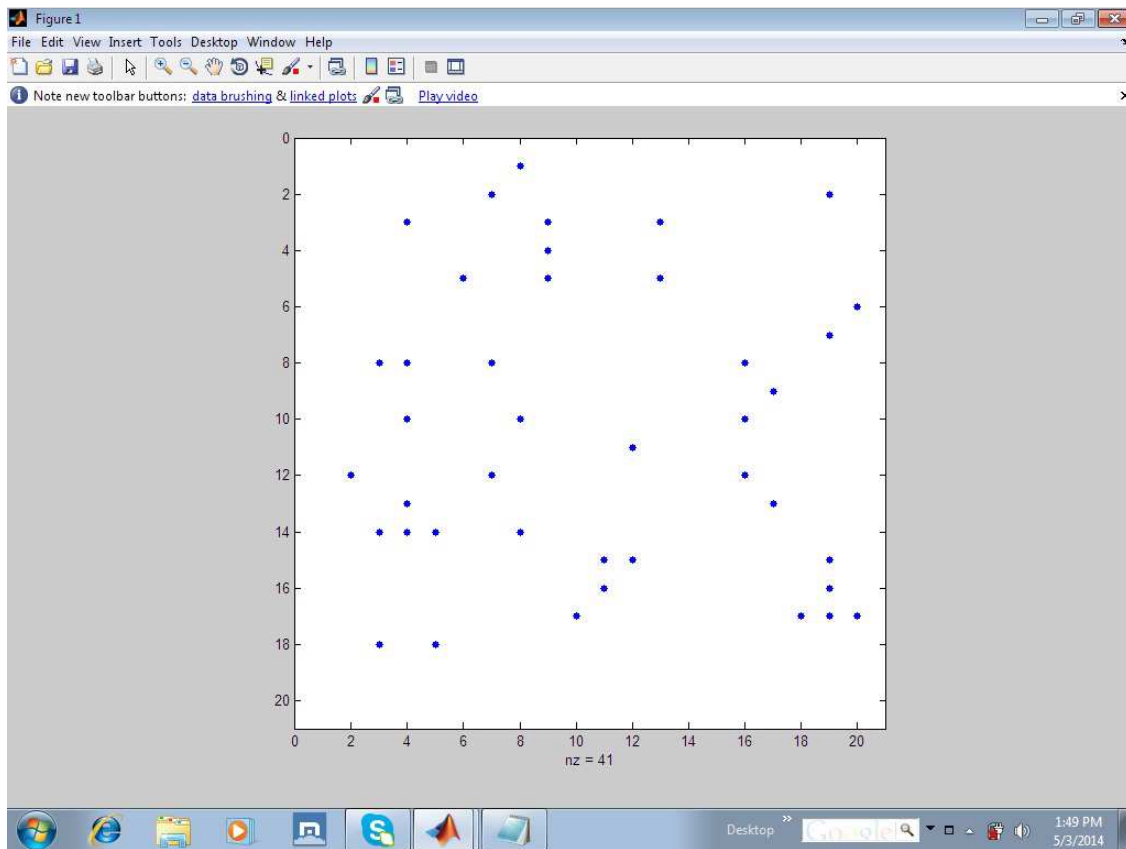 Figure 1
File Edit View Insert Tools Desktop Window Help
Note new toolbar buttons: data brushing & linked plots Play video
0
2
4
6
8
10
12
14
16
18
20
0 2 4 6 8 10 12 14 16 18 20
nz = 41
Desktop » Google 1:49 PM
5/3/2014